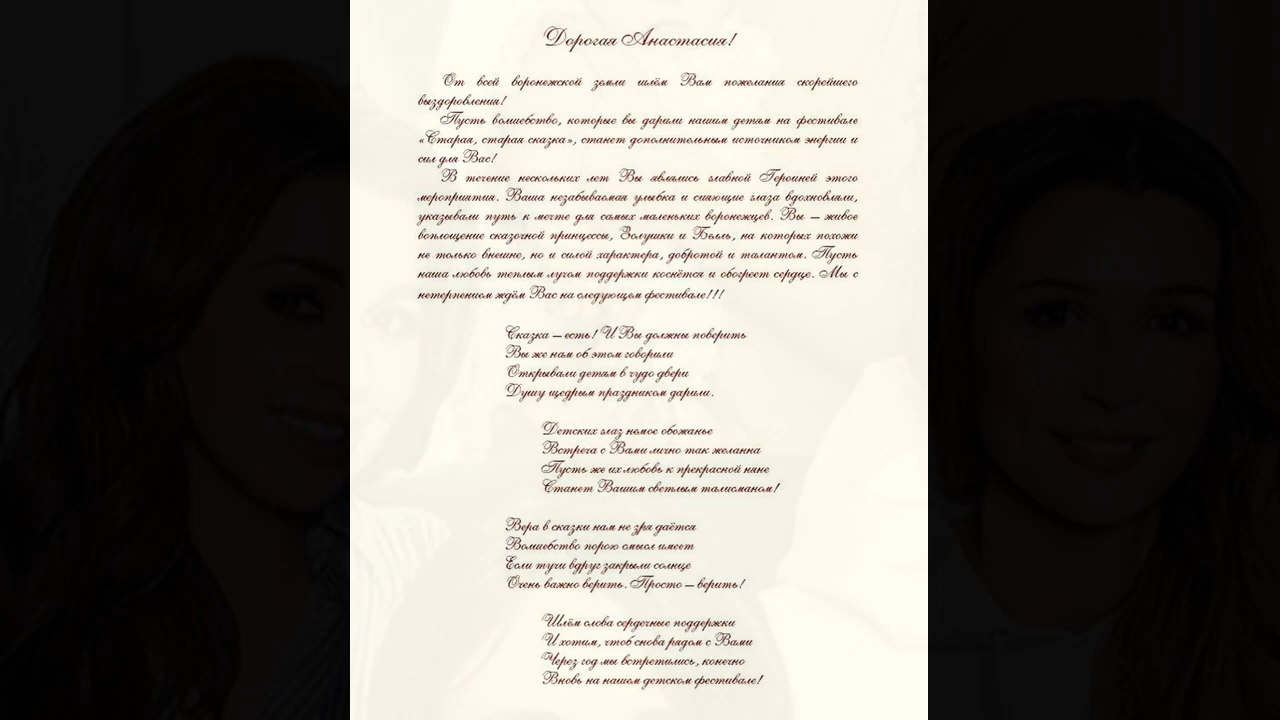 Дорогая Анастасия!
От всей воронежской земли шлём Вам пожелания скорейшего
выздоровления!
Пусть волшебство, которые вы дарили нашим детям на фестивале
«Старая, старая сказка», станет дополнительным источником энергии и
сил для Вас!
В течение нескольких лет Вы являлись главной Героиней этого
мероприятия. Ваша незабываемая улыбка и сияющие глаза вдохновляли,
указывали путь к мечте для самых маленьких воронежцев. Вы – живое
воплощение сказочной принцессы, Золушки и Белль, на которых похожи
не только внешне, но и силой характера, добротой и талантом. Пусть
наша любовь теплым лучом поддержки коснётся и обогреет сердце. Мы с
нетерпением ждём Вас на следующем фестивале!!!
Сказка – есть! И Вы должны поверить
Вы же нам об этом говорили
Открывали детям в чудо двери
Душу щедрым праздником дарили.
Детских глаз немое обожанье
Встреча с Вами лично так желанна
Пусть же их любовь к прекрасной няне
Станет Вашим светлым талисманом!
Вера в сказки нам не зря даётся
Волшебство порою смысл имеет
Если тучи вдруг закрыли солнце
Очень важно верить. Просто – верить!
Шлём слова сердечные поддержки
И хотим, чтоб снова рядом с Вами
Через год мы встретились, конечно
Вновь на нашем детском фестивале!